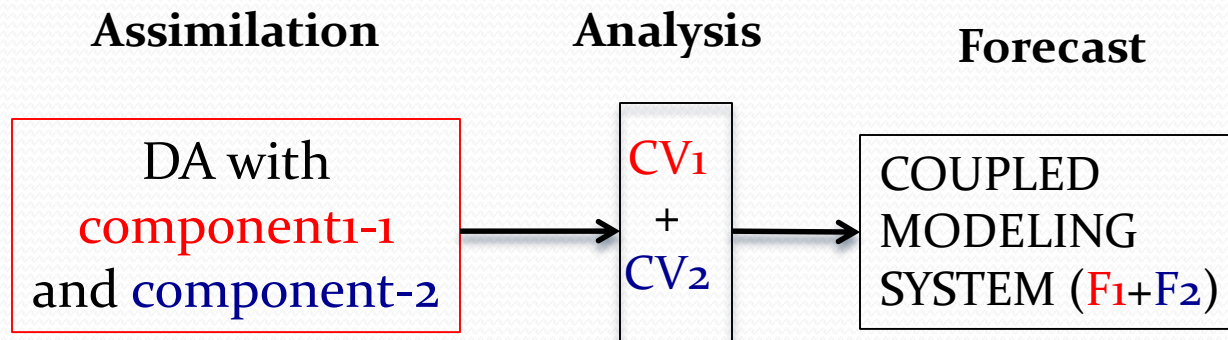 Assimilation
Analysis
Forecast
DA with
component1-1
and component-2
CV1
+
CV2
COUPLED
MODELING
SYSTEM (F1+F2)